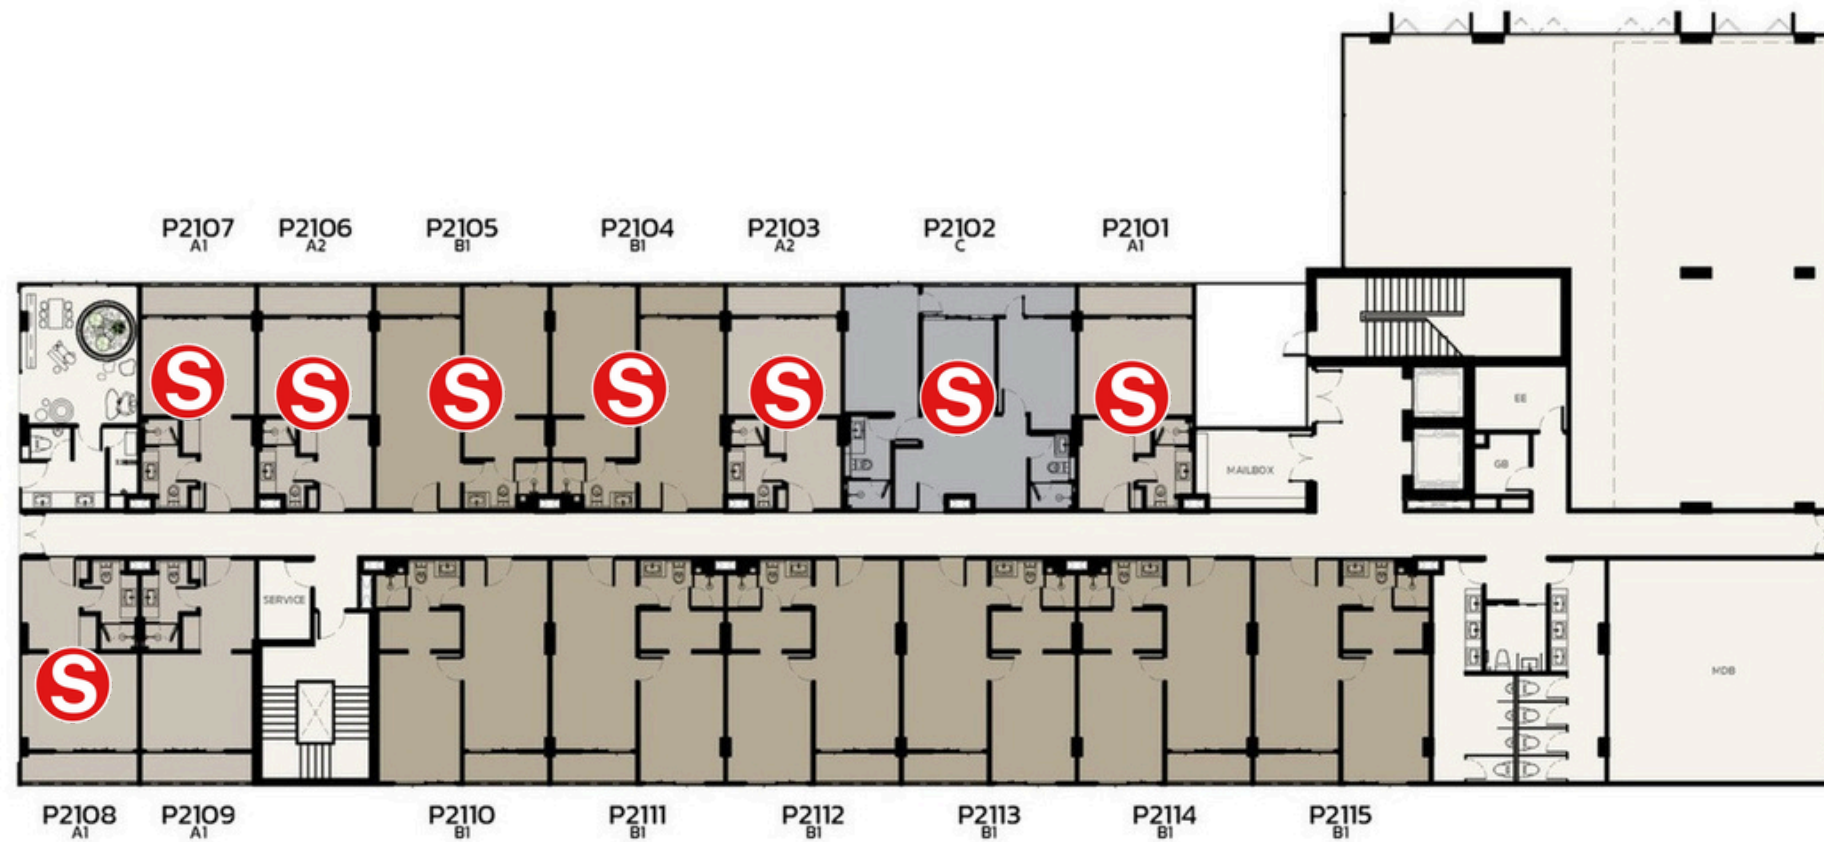 P2107 P2106 P2105 P2104 P2103 P2102 P2101
A1 A2 B1 B1 A2 C A1
S S S S S S S
EE
MAILBOX
GB
SERVICE
S
MDB
P2108 P2109 P2110 P2111 P2112 P2113 P2114 P2115
A1 A1 B1 B1 B1 B1 B1 B1